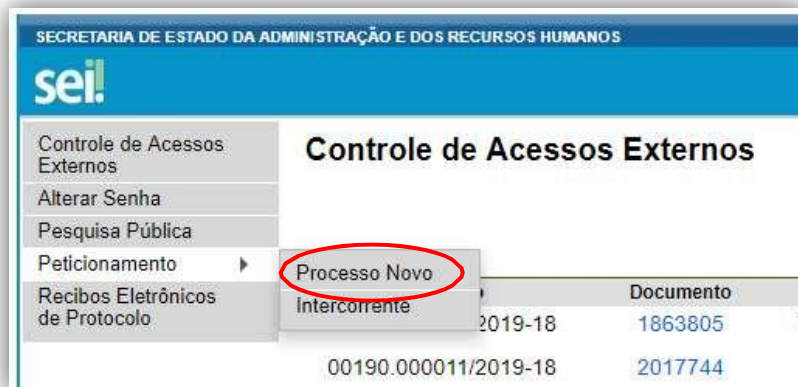 SECRETARIA DE ESTADO DA ADMINISTRAÇÃO E DOS RECURSOS HUMANOS
sei!
Controle de Acessos
Externos
Alterar Senha
Pesquisa Pública
Peticionamento
Recibos Eletrônicos
de Protocolo
Controle de Acessos Externos
Processo Novo
Intercorrente
Documento
2019-18 1863805
00190.000011/2019-18 2017744